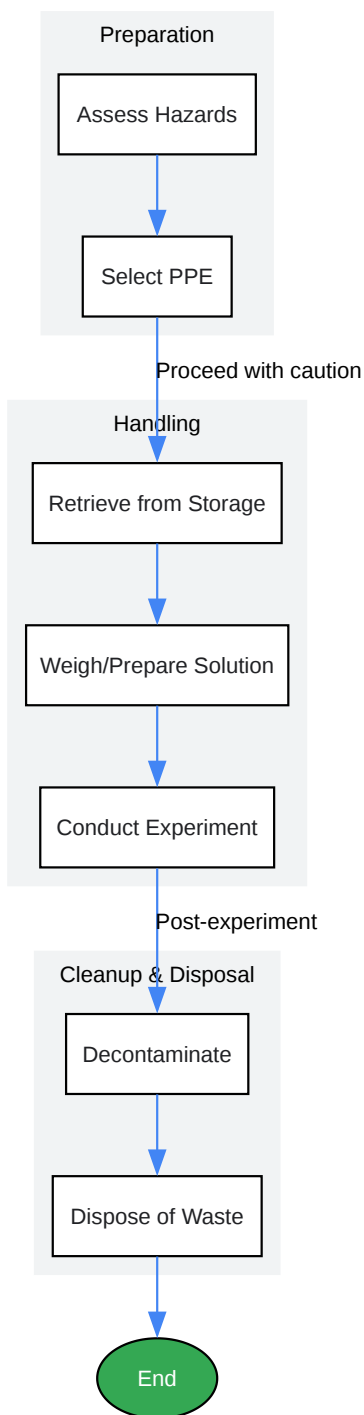 Preparation
Assess Hazards
Select PPE
Proceed with caution
Handling
Retrieve from Storage
Weigh/Prepare Solution
Conduct Experiment
Post-experiment
Cleanup & Disposal
Decontaminate
Dispose of Waste
End